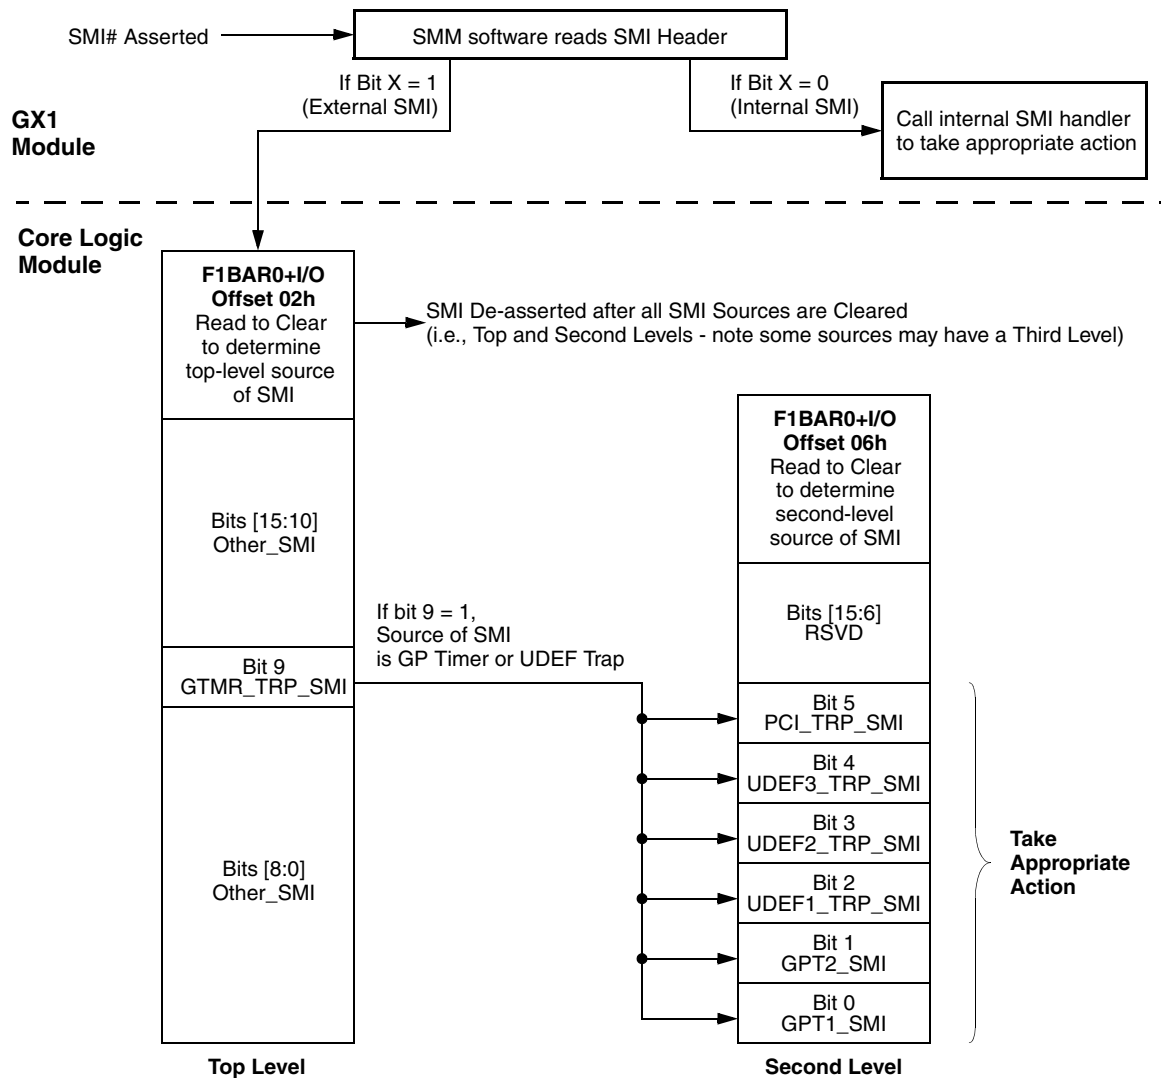 SMI# Asserted
SMM software reads SMI Header
If Bit X = 1
(External SMI)
If Bit X = 0
(Internal SMI)
GX1
Module
Call internal SMI handler
to take appropriate action
Core Logic
Module
F1BAR0+I/O
Offset 02h
Read to Clear
to determine
top-level source
of SMI
SMI De-asserted after all SMI Sources are Cleared
(i.e., Top and Second Levels - note some sources may have a Third Level)
Bits [15:10]
Other_SMI
Bit 9
GTMR_TRP_SMI
Bits [8:0]
Other_SMI
Top Level
If bit 9 = 1,
Source of SMI
is GP Timer or UDEF Trap
F1BAR0+I/O
Offset 06h
Read to Clear
to determine
second-level
source of SMI
Bits [15:6]
RSVD
Bit 5
PCI_TRP_SMI
Bit 4
UDEF3_TRP_SMI
Bit 3
UDEF2_TRP_SMI
Bit 2
UDEF1_TRP_SMI
Bit 1
GPT2_SMI
Bit 0
GPT1_SMI
Second Level
Take
Appropriate
Action